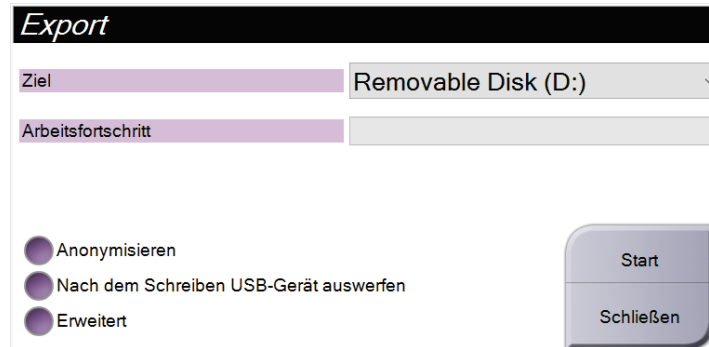 Export
Ziel
Removable Disk (D:)
Arbeitsfortschritt
Anonymisieren
Nach dem Schreiben USB-Gerät auswerfen
Erweitert
Start
Schließen